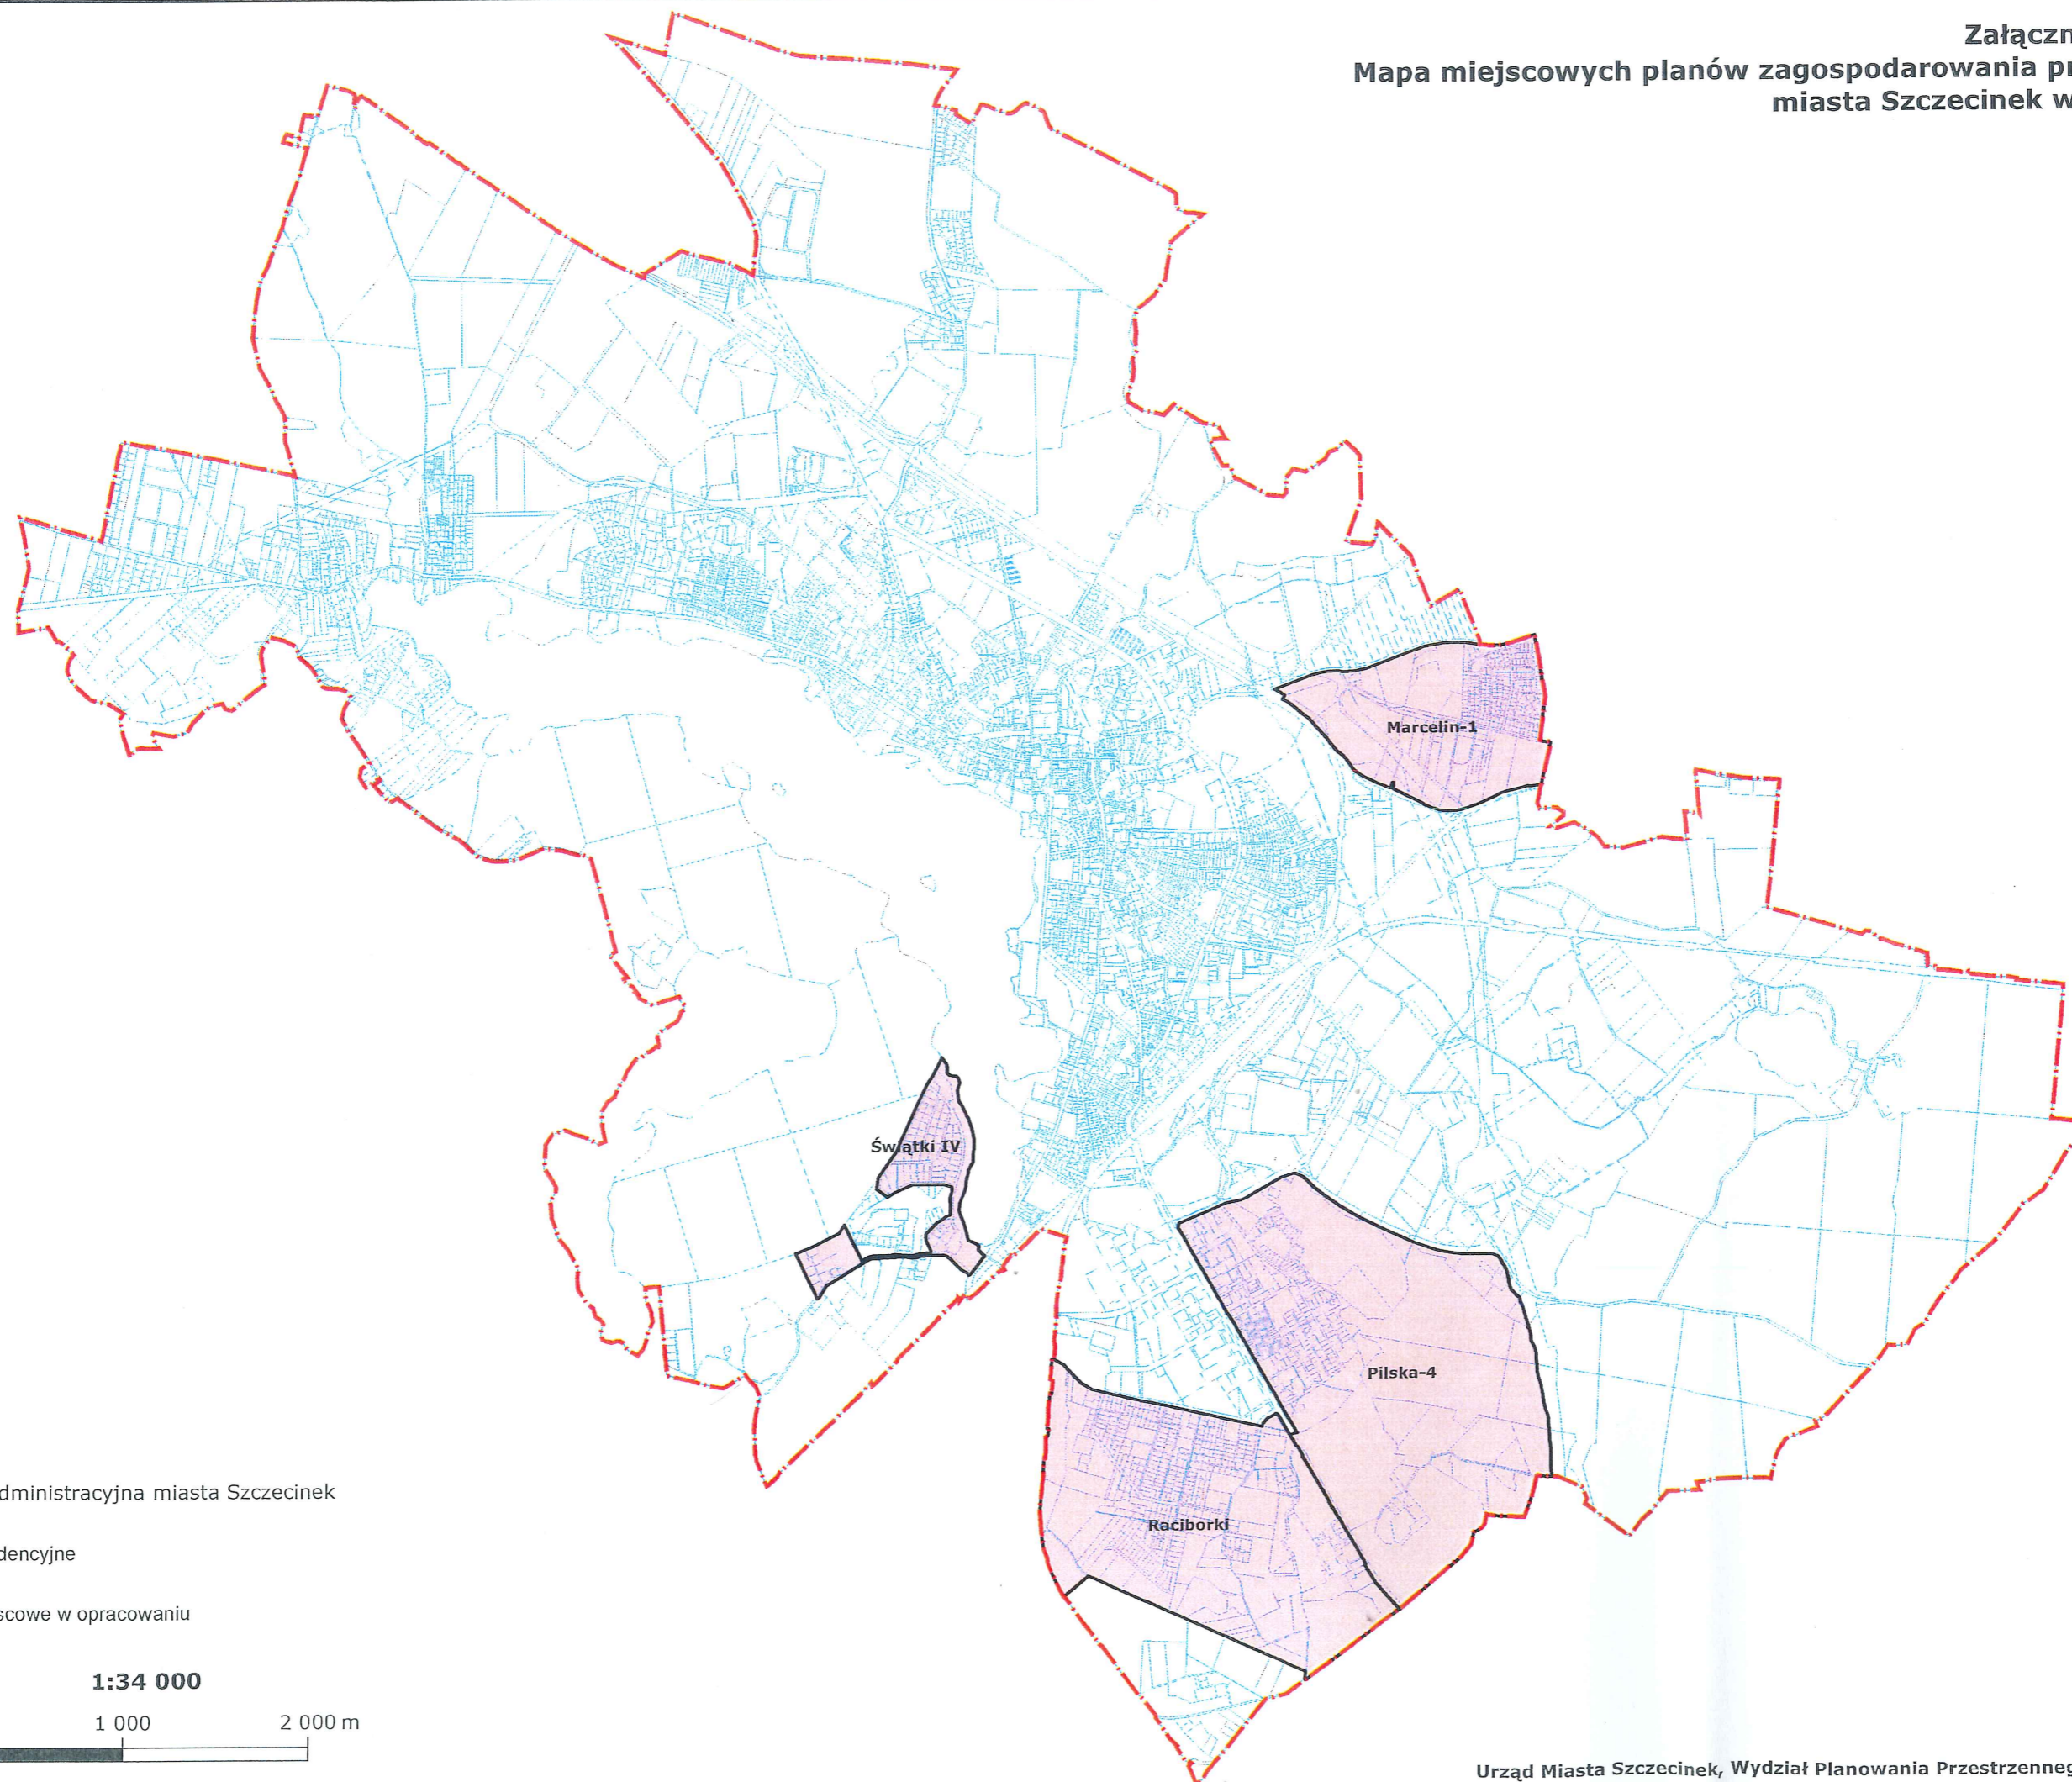 Załączn
Mapa miejscowych planów zagospodarowania pr
miasta Szczecinek w
Marcelin-1
Świątki IV
Pilska-4
Raciborki
dministracyjna miasta Szczecinek
dencyjne
scowe w opracowaniu
1:34 000
1 000 2 000 m
Urząd Miasta Szczecinek, Wydział Planowania Przestrzenneg